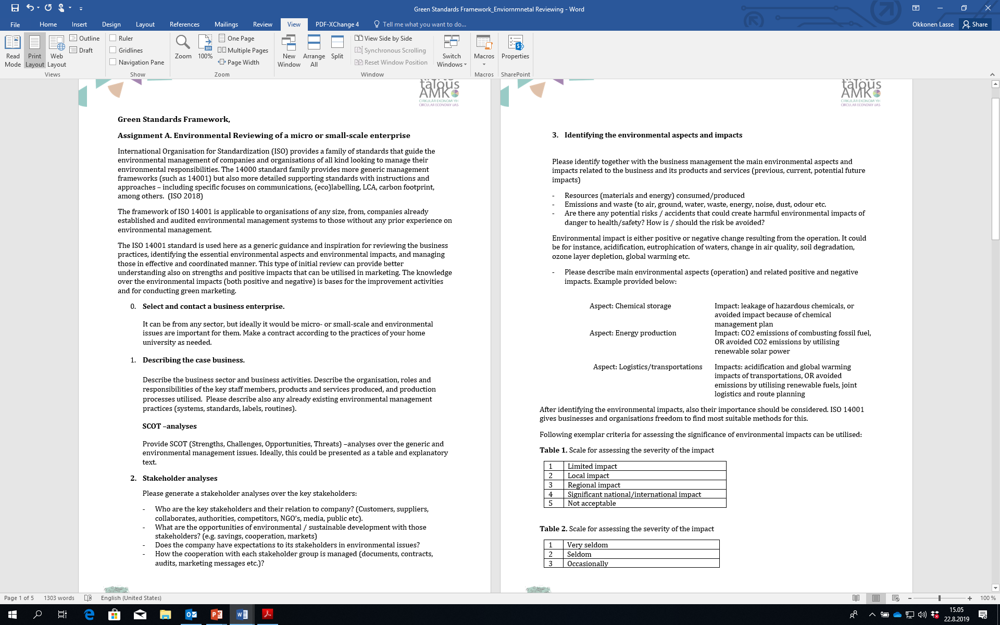 Green Standards Framework_Enviornmnetal Reviewing - Word
File Home Insert Design Layout References Mailings Review View PDF-XChange 4 Tell me what you want to do... Okkonen Lasse Share
Read Mode
Print Layout
Web Layout
Outline
Draft
Views
Ruler
Gridlines
Navigation Pane
Show
Zoom
100%
One Page
Multiple Pages
Page Width
Zoom
New Window
Arrange All
Split
View Side by Side
Synchronous Scrolling
Reset Window Position
Window
Switch Windows
Macros
Macros
Properties
SharePoint
talous
AMK
CIRKULÄR EKONOMI YH
CIRCULAR ECONOMY UAS
Green Standards Framework,
Assignment A. Environmental Reviewing of a micro or small-scale enterprise
International Organisation for Standardization (ISO) provides a family of standards that guide the
environmental management of companies and organisations of all kind looking to manage their
environmental responsibilities. The 14000 standard family provides more generic management
frameworks (such as 14001) but also more detailed supporting standards with instructions and
approaches – including specific focuses on communications, (eco)labelling, LCA, carbon footprint,
among others. (ISO 2018)
The framework of ISO 14001 is applicable to organisations of any size, from, companies already
established and audited environmental management systems to those without any prior experience on
environmental management.
The ISO 14001 standard is used here as a generic guidance and inspiration for reviewing the business
practices, identifying the essential environmental aspects and environmental impacts, and managing
those in effective and coordinated manner. This type of initial review can provide better
understanding also on strengths and positive impacts that can be utilised in marketing. The knowledge
over the environmental impacts (both positive and negative) is bases for the improvement activities
and for conducting green marketing.
0. Select and contact a business enterprise.
It can be from any sector, but ideally it would be micro- or small-scale and environmental
issues are important for them. Make a contract according to the practices of your home
university as needed.
1. Describing the case business.
Describe the business sector and business activities. Describe the organisation, roles and
responsibilities of the key staff members, products and services produced, and production
processes utilised. Please describe also any already existing environmental management
practices (systems, standards, labels, routines).
SCOT –analyses
Provide SCOT (Strengths, Challenges, Opportunities, Threats) –analyses over the generic and
environmental management issues. Ideally, this could be presented as a table and explanatory
text.
2. Stakeholder analyses
Please generate a stakeholder analyses over the key stakeholders:
- Who are the key stakeholders and their relation to company? (Customers, suppliers,
collaborates, authorities, competitors, NGO's, media, public etc).
- What are the opportunities of environmental / sustainable development with those
stakeholders? (e.g. savings, cooperation, markets)
- Does the company have expectations to its stakeholders in environmental issues?
- How the cooperation with each stakeholder group is managed (documents, contracts,
audits, marketing messages etc.)?
talous
AMK
CIRKULÄR EKONOMI YH
CIRCULAR ECONOMY UAS
3. Identifying the environmental aspects and impacts
Please identify together with the business management the main environmental aspects and
impacts related to the business and its products and services (previous, current, potential future
impacts)
- Resources (materials and energy) consumed/produced
- Emissions and waste (to air, ground, water, waste, energy, noise, dust, odour etc.
- Are there any potential risks / accidents that could create harmful environmental impacts of
danger to health/safety? How is / should the risk be avoided?
Environmental impact is either positive or negative change resulting from the operation. It could
be for instance, acidification, eutrophication of waters, change in air quality, soil degradation,
ozone layer depletion, global warming etc.
- Please describe main environmental aspects (operation) and related positive and negative
impacts. Example provided below:
Aspect: Chemical storage Impact: leakage of hazardous chemicals, or
avoided impact because of chemical
management plan
Aspect: Energy production Impact: CO2 emissions of combusting fossil fuel,
OR avoided CO2 emissions by utilising
renewable solar power
Aspect: Logistics/transportations Impacts: acidification and global warming
impacts of transportations, OR avoided
emissions by utilising renewable fuels, joint
logistics and route planning
After identifying the environmental impacts, also their importance should be considered. ISO 14001
gives businesses and organisations freedom to find most suitable methods for this.
Following exemplar criteria for assessing the significance of environmental impacts can be utilised:
Table 1. Scale for assessing the severity of the impact
1 Limited impact
2 Local impact
3 Regional impact
4 Significant national/international impact
5 Not acceptable
Table 2. Scale for assessing the severity of the impact
1 Very seldom
2 Seldom
3 Occasionally
Page 1 of 5 1303 words English (United States) 100 %
15.05
22.8.2019